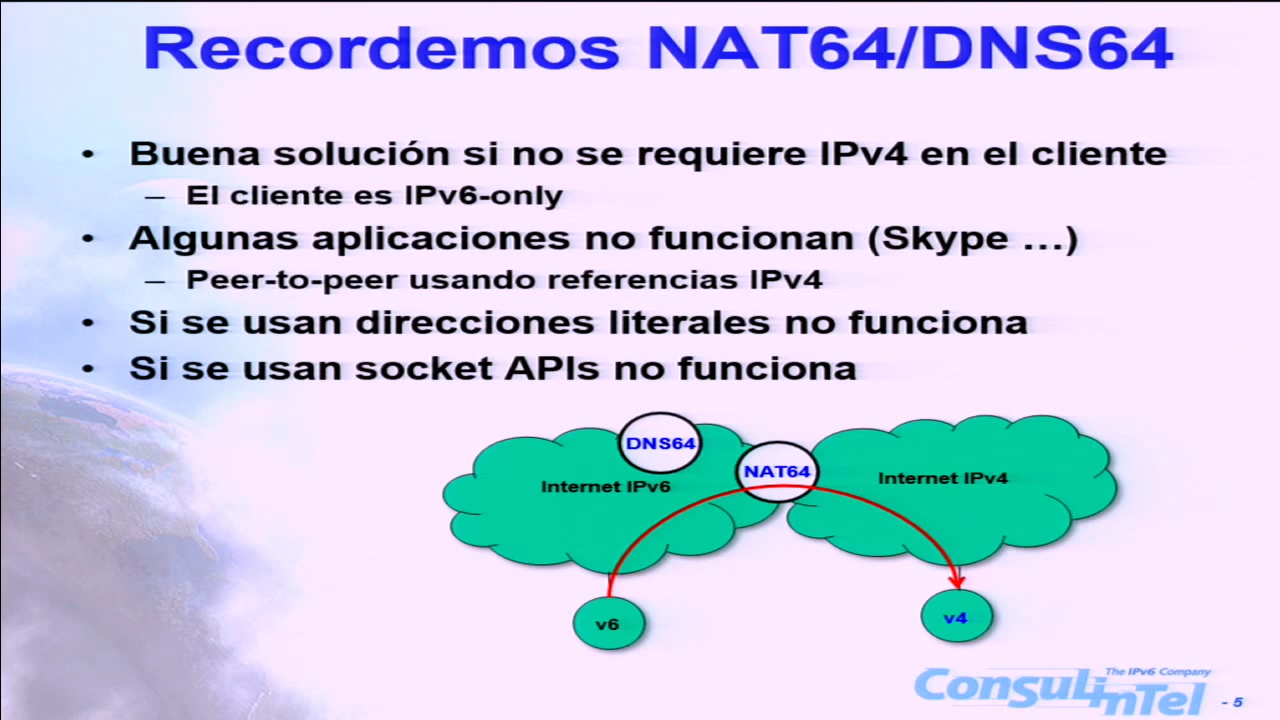 Recordemos NAT64/DNS64
• Buena solución si no se requiere IPv4 en el cliente
– El cliente es IPv6-only
• Algunas aplicaciones no funcionan (Skype …)
– Peer-to-peer usando referencias IPv4
• Si se usan direcciones literales no funciona
• Si se usan socket APIs no funciona
DNS64
NAT64
Internet IPv6
Internet IPv4
v6
v4
The IPv6 Company
ConsulinTel
- 5